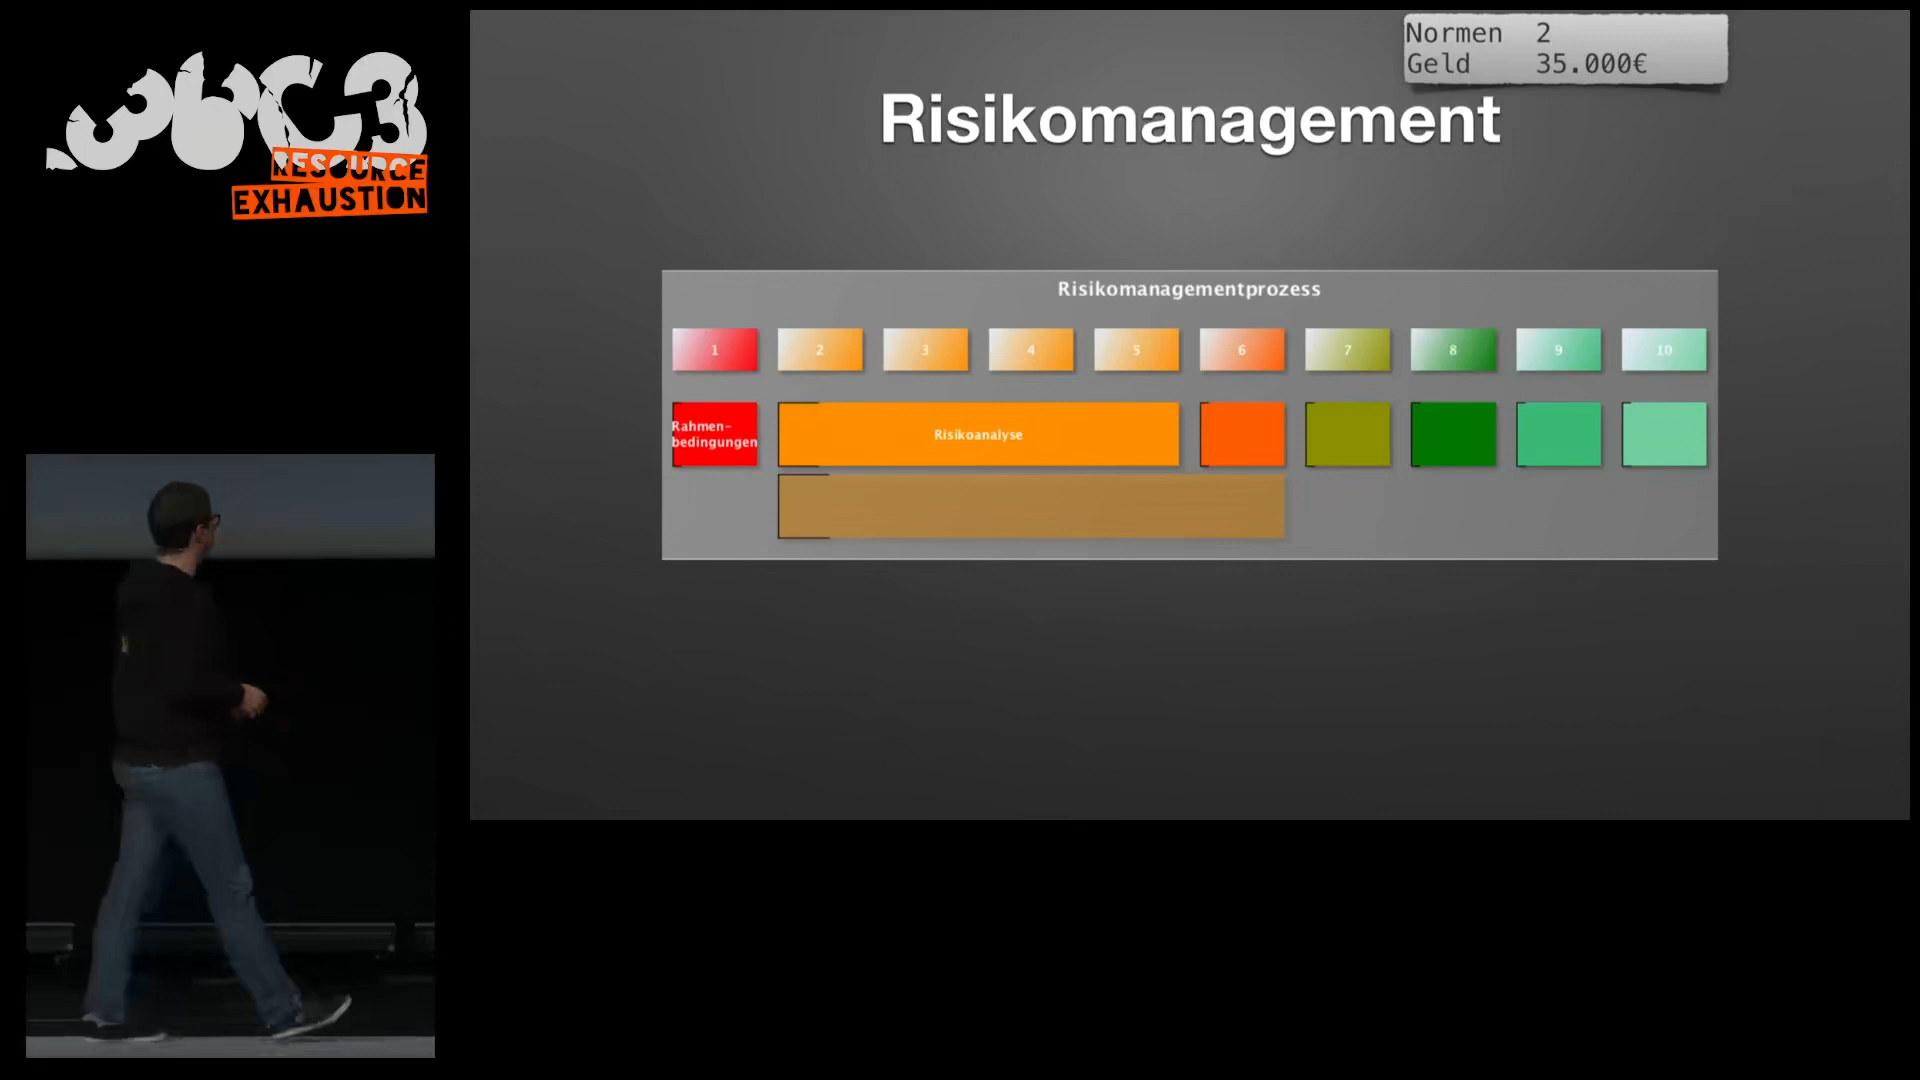 36C3
RESOURCE
EXHAUSTION
Normen 2
Geld 35.000€
Risikomanagement
Risikomanagementprozess
1 2 3 4 5 6 7 8 9 10
Rahmen-
bedingungen
Risikoanalyse